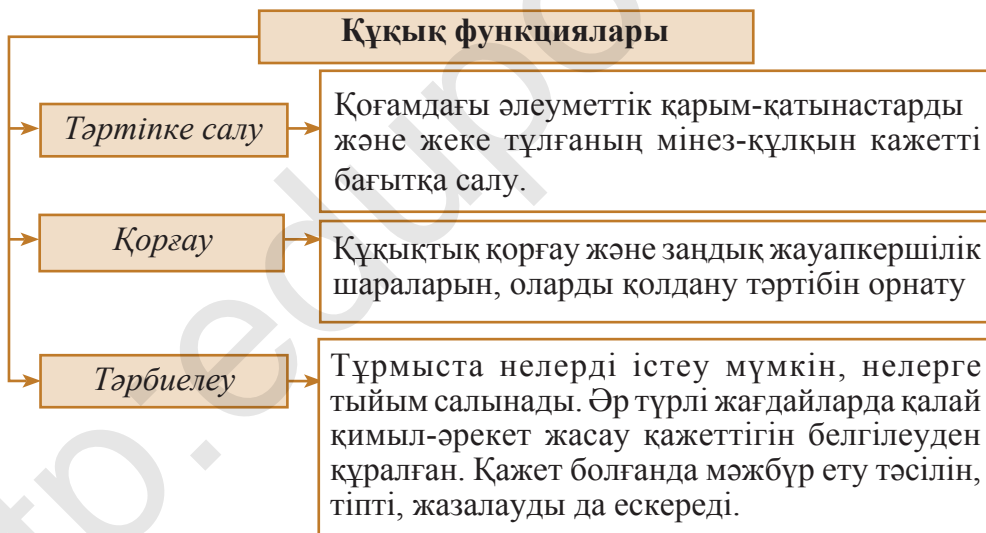 Құқық функциялары
Тәртіпке салу
Қоғамдағы әлеуметтік қарым-қатынастарды
және жеке тұлғаның мінез-құлқын кажетті
бағытқа салу.
Қорғау
Құқықтық қорғау және заңдық жауапкершілік
шараларын, оларды қолдану тәртібін орнату
Тәрбиелеу
Тұрмыста нелерді істеу мүмкін, нелерге
тыйым салынады. Әр түрлі жағдайларда қалай
қимыл-әрекет жасау қажеттігін белгілеуден
құралған. Қажет болғанда мәжбүр ету тәсілін,
тіпті, жазалауды да ескереді.